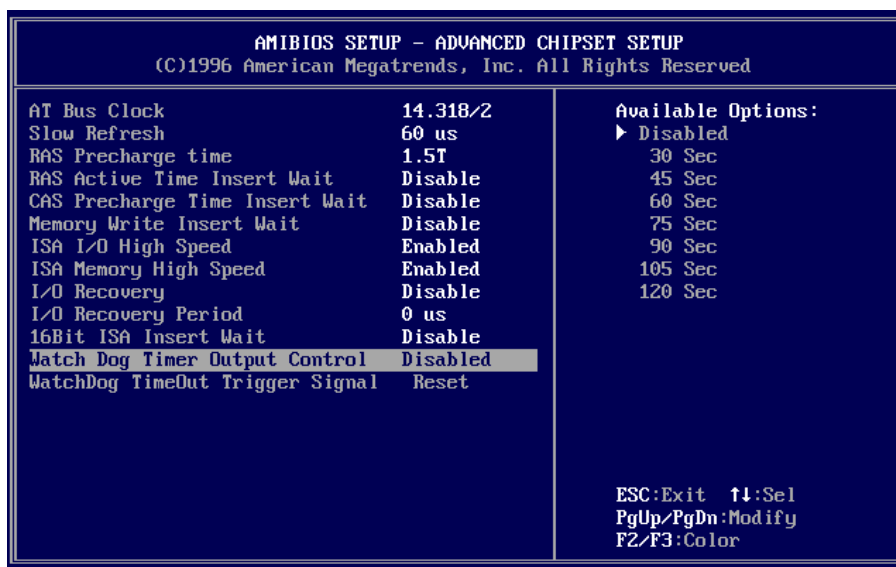 AMIBIOS SETUP – ADVANCED CHIPSET SETUP
(C)1996 American Megatrends, Inc. All Rights Reserved
AT Bus Clock 14.318/2
Slow Refresh 60 us
RAS Precharge time 1.5T
RAS Active Time Insert Wait Disable
CAS Precharge Time Insert Wait Disable
Memory Write Insert Wait Disable
ISA I/O High Speed Enabled
ISA Memory High Speed Enabled
I/O Recovery Disable
I/O Recovery Period 0 us
16Bit ISA Insert Wait Disable
Watch Dog Timer Output Control Disabled
WatchDog TimeOut Trigger Signal Reset
Available Options:
▶ Disabled
30 Sec
45 Sec
60 Sec
75 Sec
90 Sec
105 Sec
120 Sec
ESC:Exit ↑↓:Sel
PgUp/PgDn:Modify
F2/F3:Color